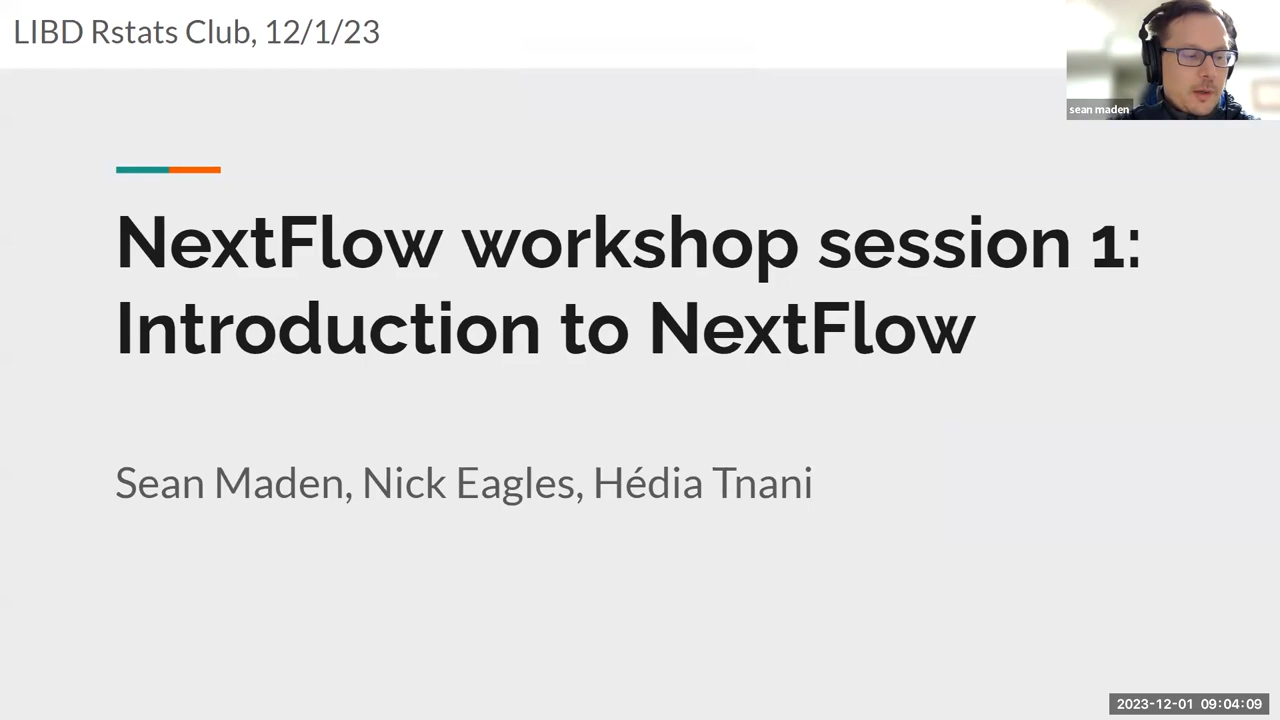 LIBD Rstats Club, 12/1/23
sean maden
NextFlow workshop session 1:
Introduction to NextFlow
Sean Maden, Nick Eagles, Hédia Tnani
2023-12-01 09:04:09